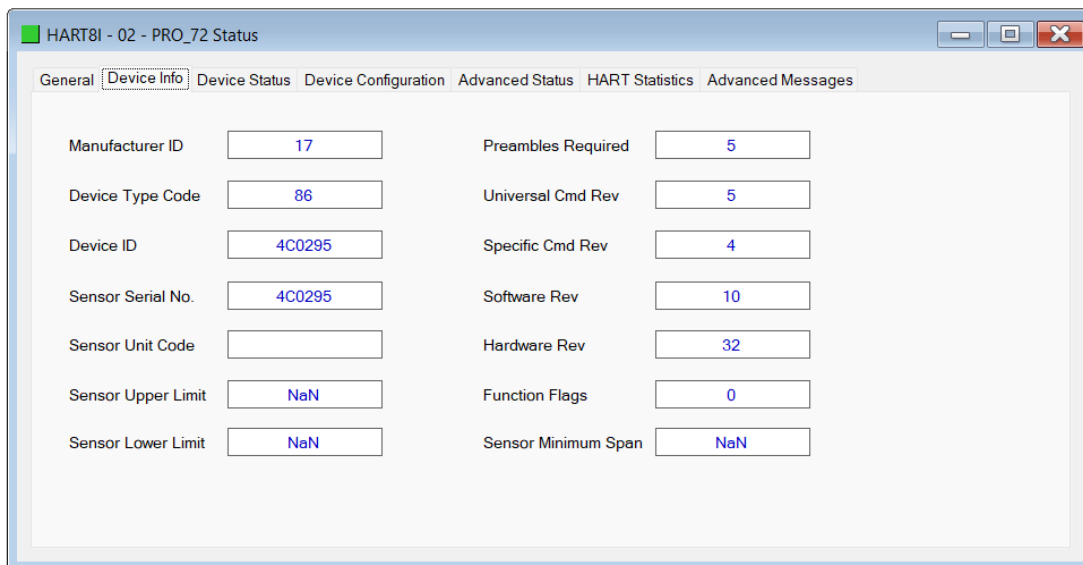 HART8I - 02 - PRO_72 Status
General Device Info Device Status Device Configuration Advanced Status HART Statistics Advanced Messages
Manufacturer ID 17 Preambles Required 5
Device Type Code 86 Universal Cmd Rev 5
Device ID 4C0295 Specific Cmd Rev 4
Sensor Serial No. 4C0295 Software Rev 10
Sensor Unit Code Hardware Rev 32
Sensor Upper Limit NaN Function Flags 0
Sensor Lower Limit NaN Sensor Minimum Span NaN